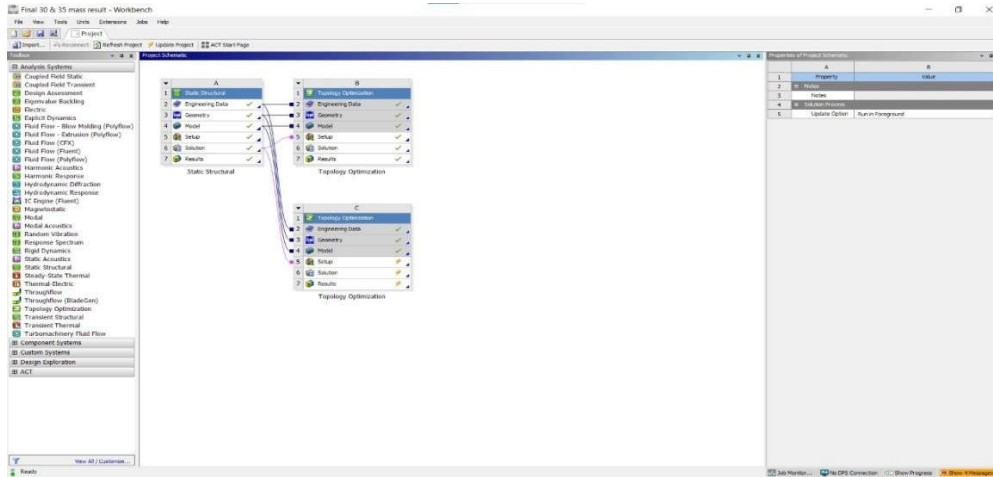 Final 30 & 35 mass result - Workbench
File View Tools Units Extensions Jobs Help
Project
Import... Reconnect Refresh Project Update Project ACT Start Page
Toolbox
Project Schematic
Properties of Project Schematic
Analysis Systems
Coupled Field Static
Coupled Field Transient
Design Assessment
Eigenvalue Buckling
Electric
Explicit Dynamics
Fluid Flow - Blow Molding (Polyflow)
Fluid Flow - Extrusion (Polyflow)
Fluid Flow (CFX)
Fluid Flow (Fluent)
Fluid Flow (Polyflow)
Harmonic Acoustics
Harmonic Response
Hydrodynamic Diffraction
Hydrodynamic Response
IC Engine (Fluent)
Magnetostatic
Modal
Modal Acoustics
Random Vibration
Response Spectrum
Rigid Dynamics
Static Acoustics
Static Structural
Steady-State Thermal
Thermal-Electric
Throughflow
Throughflow (BladeGen)
Topology Optimization
Transient Structural
Transient Thermal
Turbomachinery Fluid Flow
Component Systems
Custom Systems
Design Exploration
ACT
View All / Customize...
A
1 Static Structural
2 Engineering Data
3 Geometry
4 Model
5 Setup
6 Solution
7 Results
Static Structural
B
1 Topology Optimization
2 Engineering Data
3 Geometry
4 Model
5 Setup
6 Solution
7 Results
Topology Optimization
C
1 Topology Optimization
2 Engineering Data
3 Geometry
4 Model
5 Setup
6 Solution
7 Results
Topology Optimization
A B
1 Property Value
2 Notes
3 Notes
4 Solution Process
5 Update Option Run in Foreground
Ready
Job Monitor... No DPS Connection Show Progress Show 4 Messages